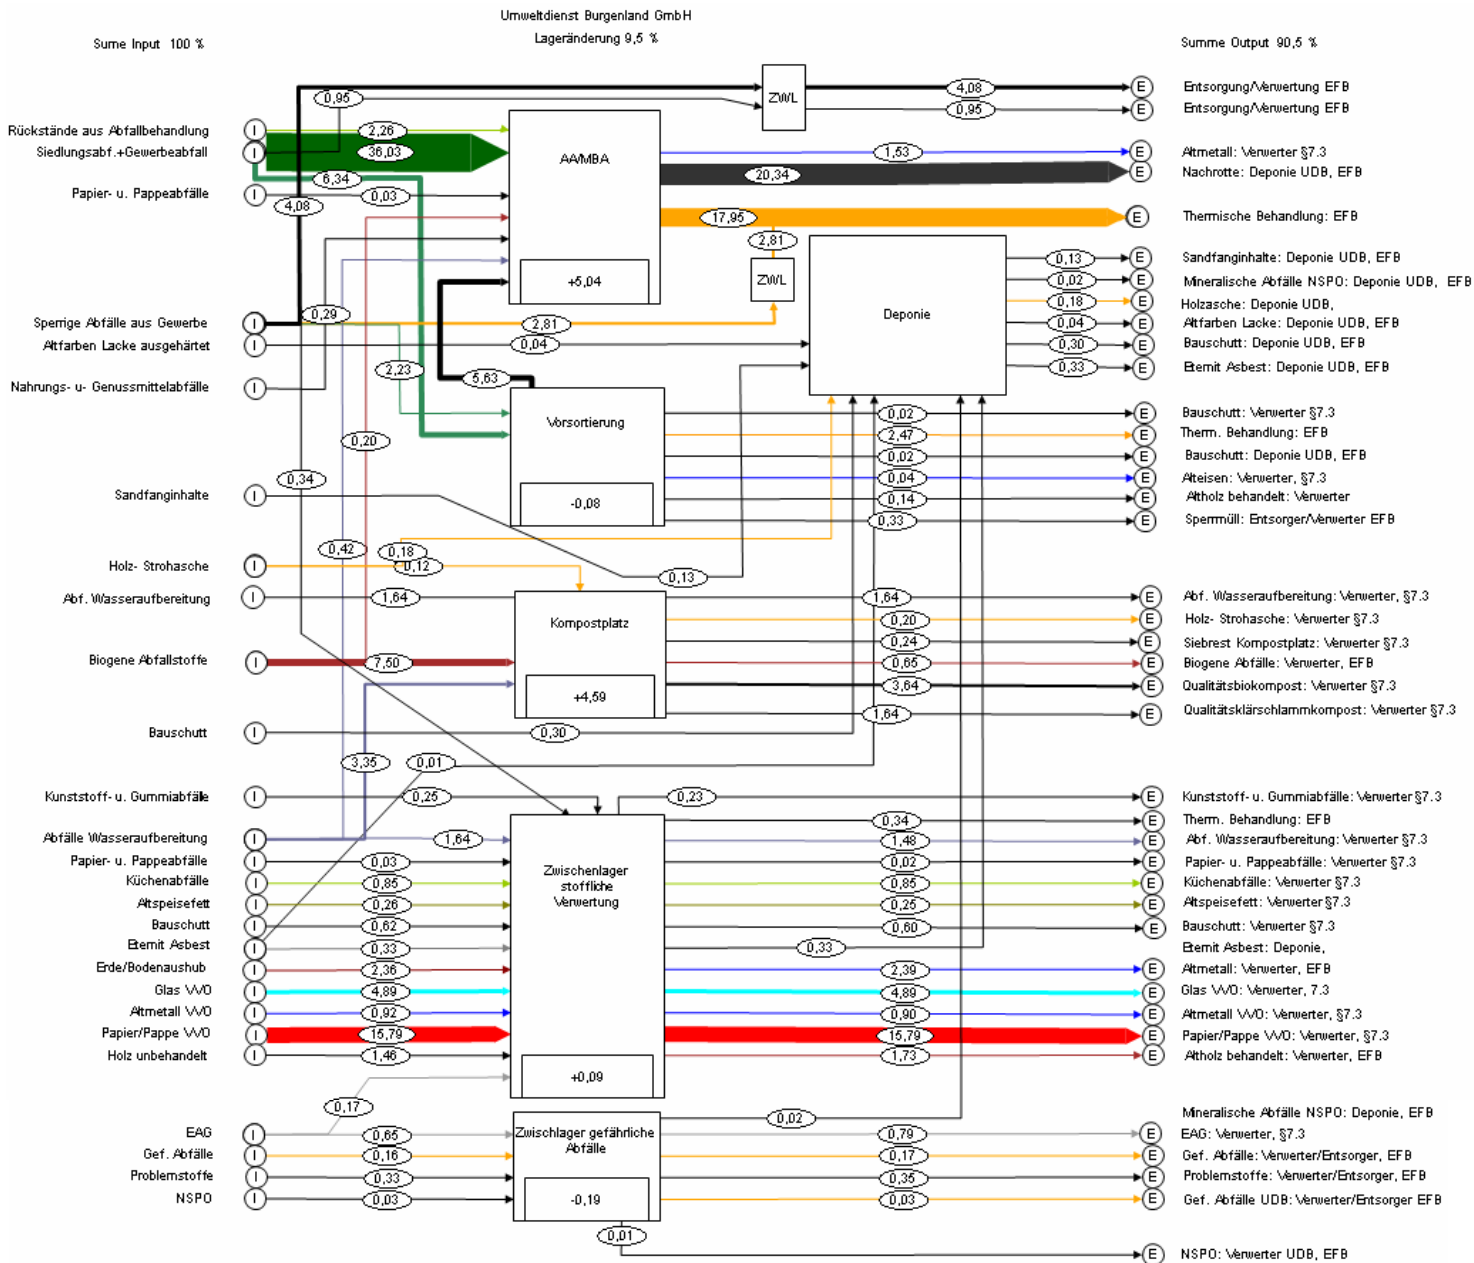 Umweltdienst Burgenland GmbH
Lageränderung 9,5 %
Sume Input 100 %
Summe Output 90,5 %
ZWL
4,08
E
Entsorgung/Verwertung EFB
0,95
0,95
E
Entsorgung/Verwertung EFB
Rückstände aus Abfallbehandlung
I
2,26
Siedlungsabf.+Gewerbeabfall
I
36,03
AA/MBA
1,53
E
Altmetall: Verwerter §7.3
6,34
20,34
E
Nachrotte: Deponie UDB, EFB
Papier- u. Pappeabfälle
I
0,03
4,08
17,95
E
Thermische Behandlung: EFB
2,81
ZWL
+5,04
Deponie
0,13
E
Sandfanginhalte: Deponie UDB, EFB
0,02
E
Mineralische Abfälle NSPO: Deponie UDB, EFB
0,18
E
Holzasche: Deponie UDB,
0,04
E
Altfarben Lacke: Deponie UDB, EFB
0,30
E
Bauschutt: Deponie UDB, EFB
0,33
E
Eternit Asbest: Deponie UDB, EFB
Sperrige Abfälle aus Gewerbe
I
0,29
2,81
Altfarben Lacke ausgehärtet
I
0,04
2,23
5,63
Nahrungs- u- Genussmittelabfälle
I
Vorsortierung
0,02
E
Bauschutt: Verwerter §7.3
0,20
2,47
E
Therm. Behandlung: EFB
0,02
E
Bauschutt: Deponie UDB, EFB
0,34
0,04
E
Alteisen: Verwerter, §7.3
Sandfanginhalte
I
-0,08
0,14
E
Altholz behandelt: Verwerter
0,33
E
Sperrmüll: Entsorger/Verwerter EFB
0,42
0,18
0,12
0,13
Holz- Strohasche
I
Abf. Wasseraufbereitung
I
1,64
1,64
E
Abf. Wasseraufbereitung: Verwerter, §7.3
Kompostplatz
0,20
E
Holz- Strohasche: Verwerter §7.3
0,24
E
Siebrest Kompostplatz: Verwerter §7.3
Biogene Abfallstoffe
I
7,50
0,65
E
Biogene Abfälle: Verwerter, EFB
+4,59
3,64
E
Qualitätsbiokompost: Verwerter §7.3
1,64
E
Qualitätsklärschlammkompost: Verwerter §7.3
Bauschutt
I
0,30
3,35
0,01
Kunststoff- u. Gummiabfälle
I
0,25
0,23
E
Kunststoff- u. Gummiabfälle: Verwerter §7.3
0,34
E
Therm. Behandlung: EFB
Abfälle Wasseraufbereitung
I
1,64
1,48
E
Abf. Wasseraufbereitung: Verwerter §7.3
Papier- u. Pappeabfälle
I
0,03
Zwischenlager
stoffliche
Verwertung
0,02
E
Papier- u. Pappeabfälle: Verwerter §7.3
Küchenabfälle
I
0,85
0,85
E
Küchenabfälle: Verwerter §7.3
Altspeisefett
I
0,26
0,25
E
Altspeisefett: Verwerter §7.3
Bauschutt
I
0,62
0,60
E
Bauschutt: Verwerter §7.3
Eternit Asbest
I
0,33
0,33
Eternit Asbest: Deponie,
Erde/Bodenaushub
I
2,36
2,39
E
Altmetall: Verwerter, EFB
Glas VVO
I
4,89
4,89
E
Glas VVO: Verwerter, 7.3
Altmetall VVO
I
0,92
0,90
E
Altmetall VVO: Verwerter, §7.3
Papier/Pappe VVO
I
15,79
15,79
E
Papier/Pappe VVO: Verwerter, §7.3
Holz unbehandelt
I
1,46
1,73
E
Altholz behandelt: Verwerter, EFB
+0,09
0,17
0,02
Mineralische Abfälle NSPO: Deponie, EFB
EAG
I
0,65
Zwischlager gefährliche
Abfälle
0,79
E
EAG: Verwerter, §7.3
Gef. Abfälle
I
0,16
0,17
E
Gef. Abfälle: Verwerter/Entsorger, EFB
Problemstoffe
I
0,33
0,35
E
Problemstoffe: Verwerter/Entsorger, EFB
NSPO
I
0,03
-0,19
0,03
E
Gef. Abfälle UDB: Verwerter/Entsorger EFB
0,01
E
NSPO: Verwerter UDB, EFB